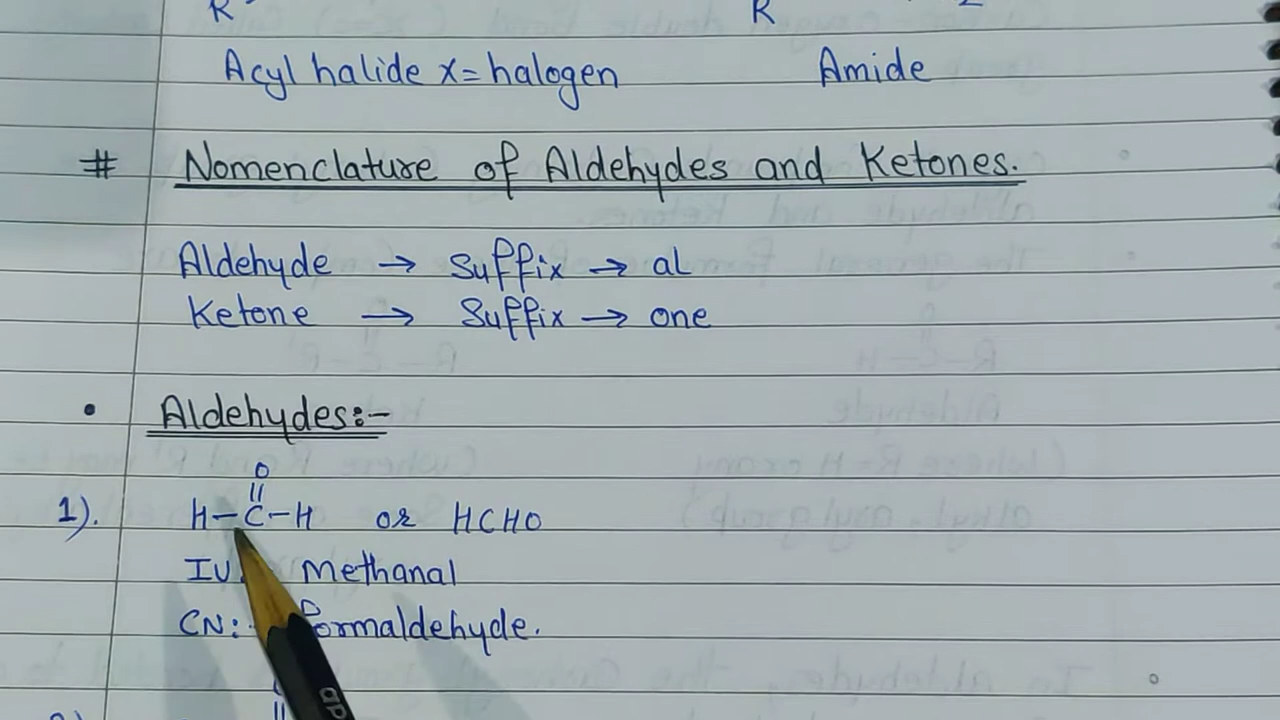 R R
Acyl halide x = halogen Amide
# Nomenclature of Aldehydes and Ketones.
Aldehyde → Suffix → al
Ketone → Suffix → one
• Aldehydes:-
O
||
1). H-C-H or HCHO
IU Methanal
CN:- Formaldehyde.